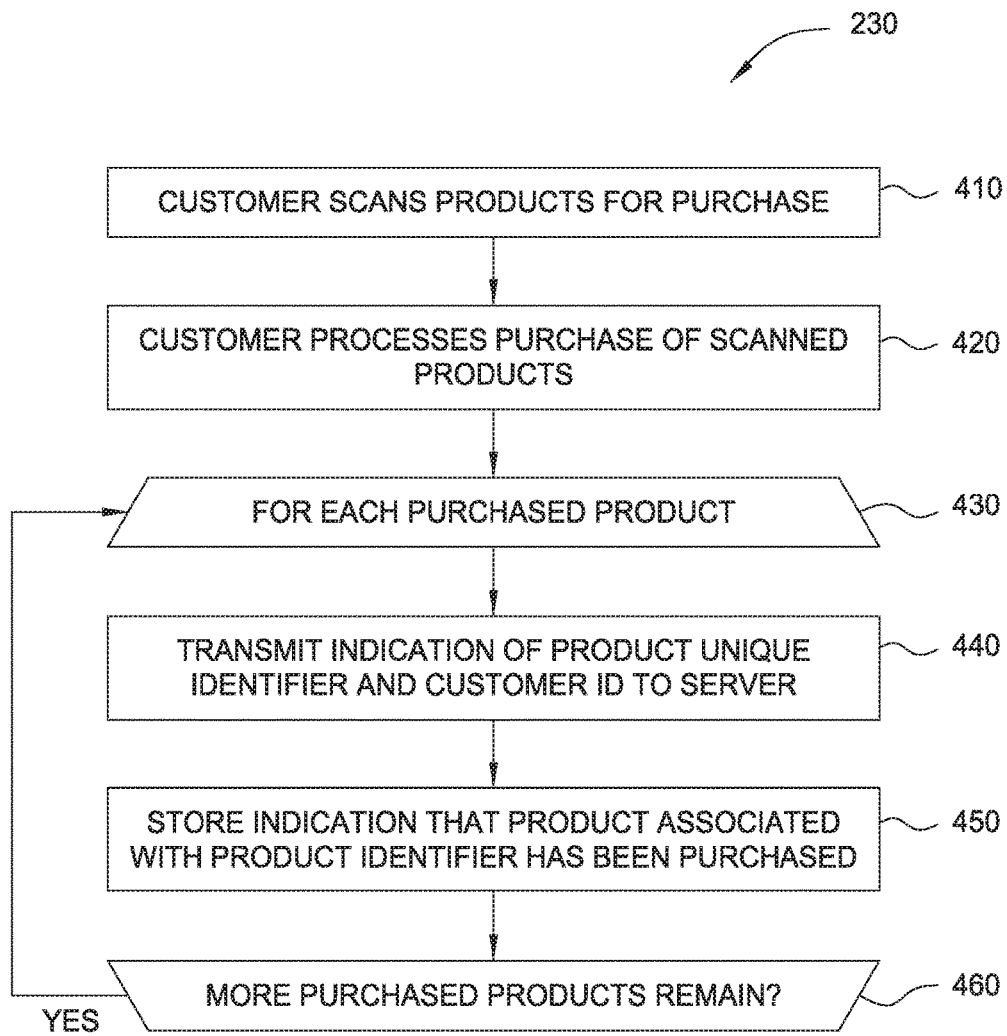 230
CUSTOMER SCANS PRODUCTS FOR PURCHASE
410
CUSTOMER PROCESSES PURCHASE OF SCANNED
PRODUCTS
420
FOR EACH PURCHASED PRODUCT
430
TRANSMIT INDICATION OF PRODUCT UNIQUE
IDENTIFIER AND CUSTOMER ID TO SERVER
440
STORE INDICATION THAT PRODUCT ASSOCIATED
WITH PRODUCT IDENTIFIER HAS BEEN PURCHASED
450
MORE PURCHASED PRODUCTS REMAIN?
460
YES